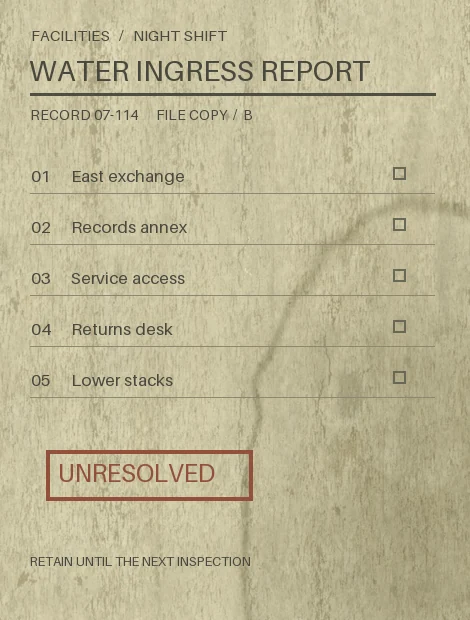 FACILITIES / NIGHT SHIFT
WATER INGRESS REPORT
RECORD 07-114 FILE COPY / B
01 East exchange
02 Records annex
03 Service access
04 Returns desk
05 Lower stacks
UNRESOLVED
RETAIN UNTIL THE NEXT INSPECTION